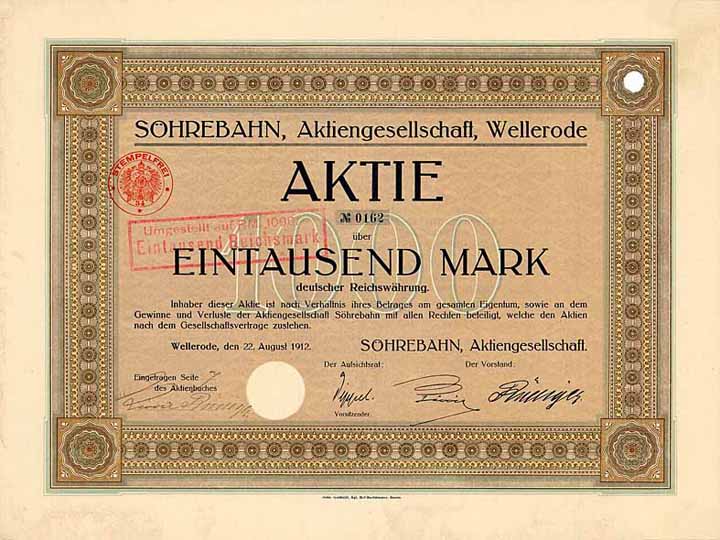 SÖHREBAHN, Aktiengesellschaft, Wellerode
AKTIE
STEMPELFREI
34
№ 0162
Umgestellt auf RM. 1000
Eintausend Reichsmark
1000
über
EINTAUSEND MARK
deutscher Reichswährung.
Inhaber dieser Aktie ist nach Verhältnis ihres Betrages am gesamten Eigentum, sowie an dem
Gewinne und Verluste der Aktiengesellschaft Söhrebahn mit allen Rechten beteiligt, welche den Aktien
nach dem Gesellschaftsvertrage zustehen.
Wellerode, den 22. August 1912.
SÖHREBAHN, Aktiengesellschaft.
Der Aufsichtsrat:
Der Vorstand:
Eingetragen Seite 7
des Aktienbuches
Vorsitzender.